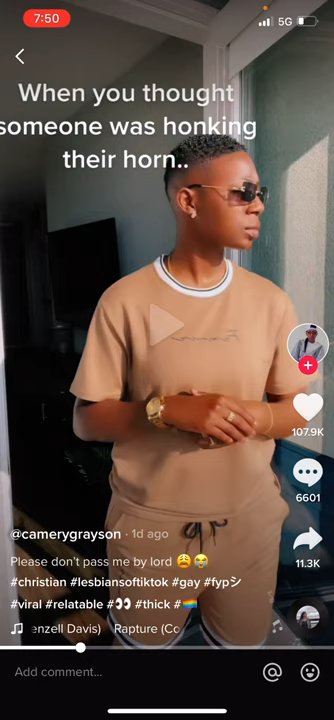 7:50
5G
When you thought
someone was honking
their horn..
107.9K
6601
@camerygrayson · 1d ago
11.3K
Please don't pass me by lord 😩😭
#christian #lesbiansoftiktok #gay #fypシ
#viral #relatable #👀 #thick #🏳️‍🌈
enzell Davis) Rapture (Co
Add comment...